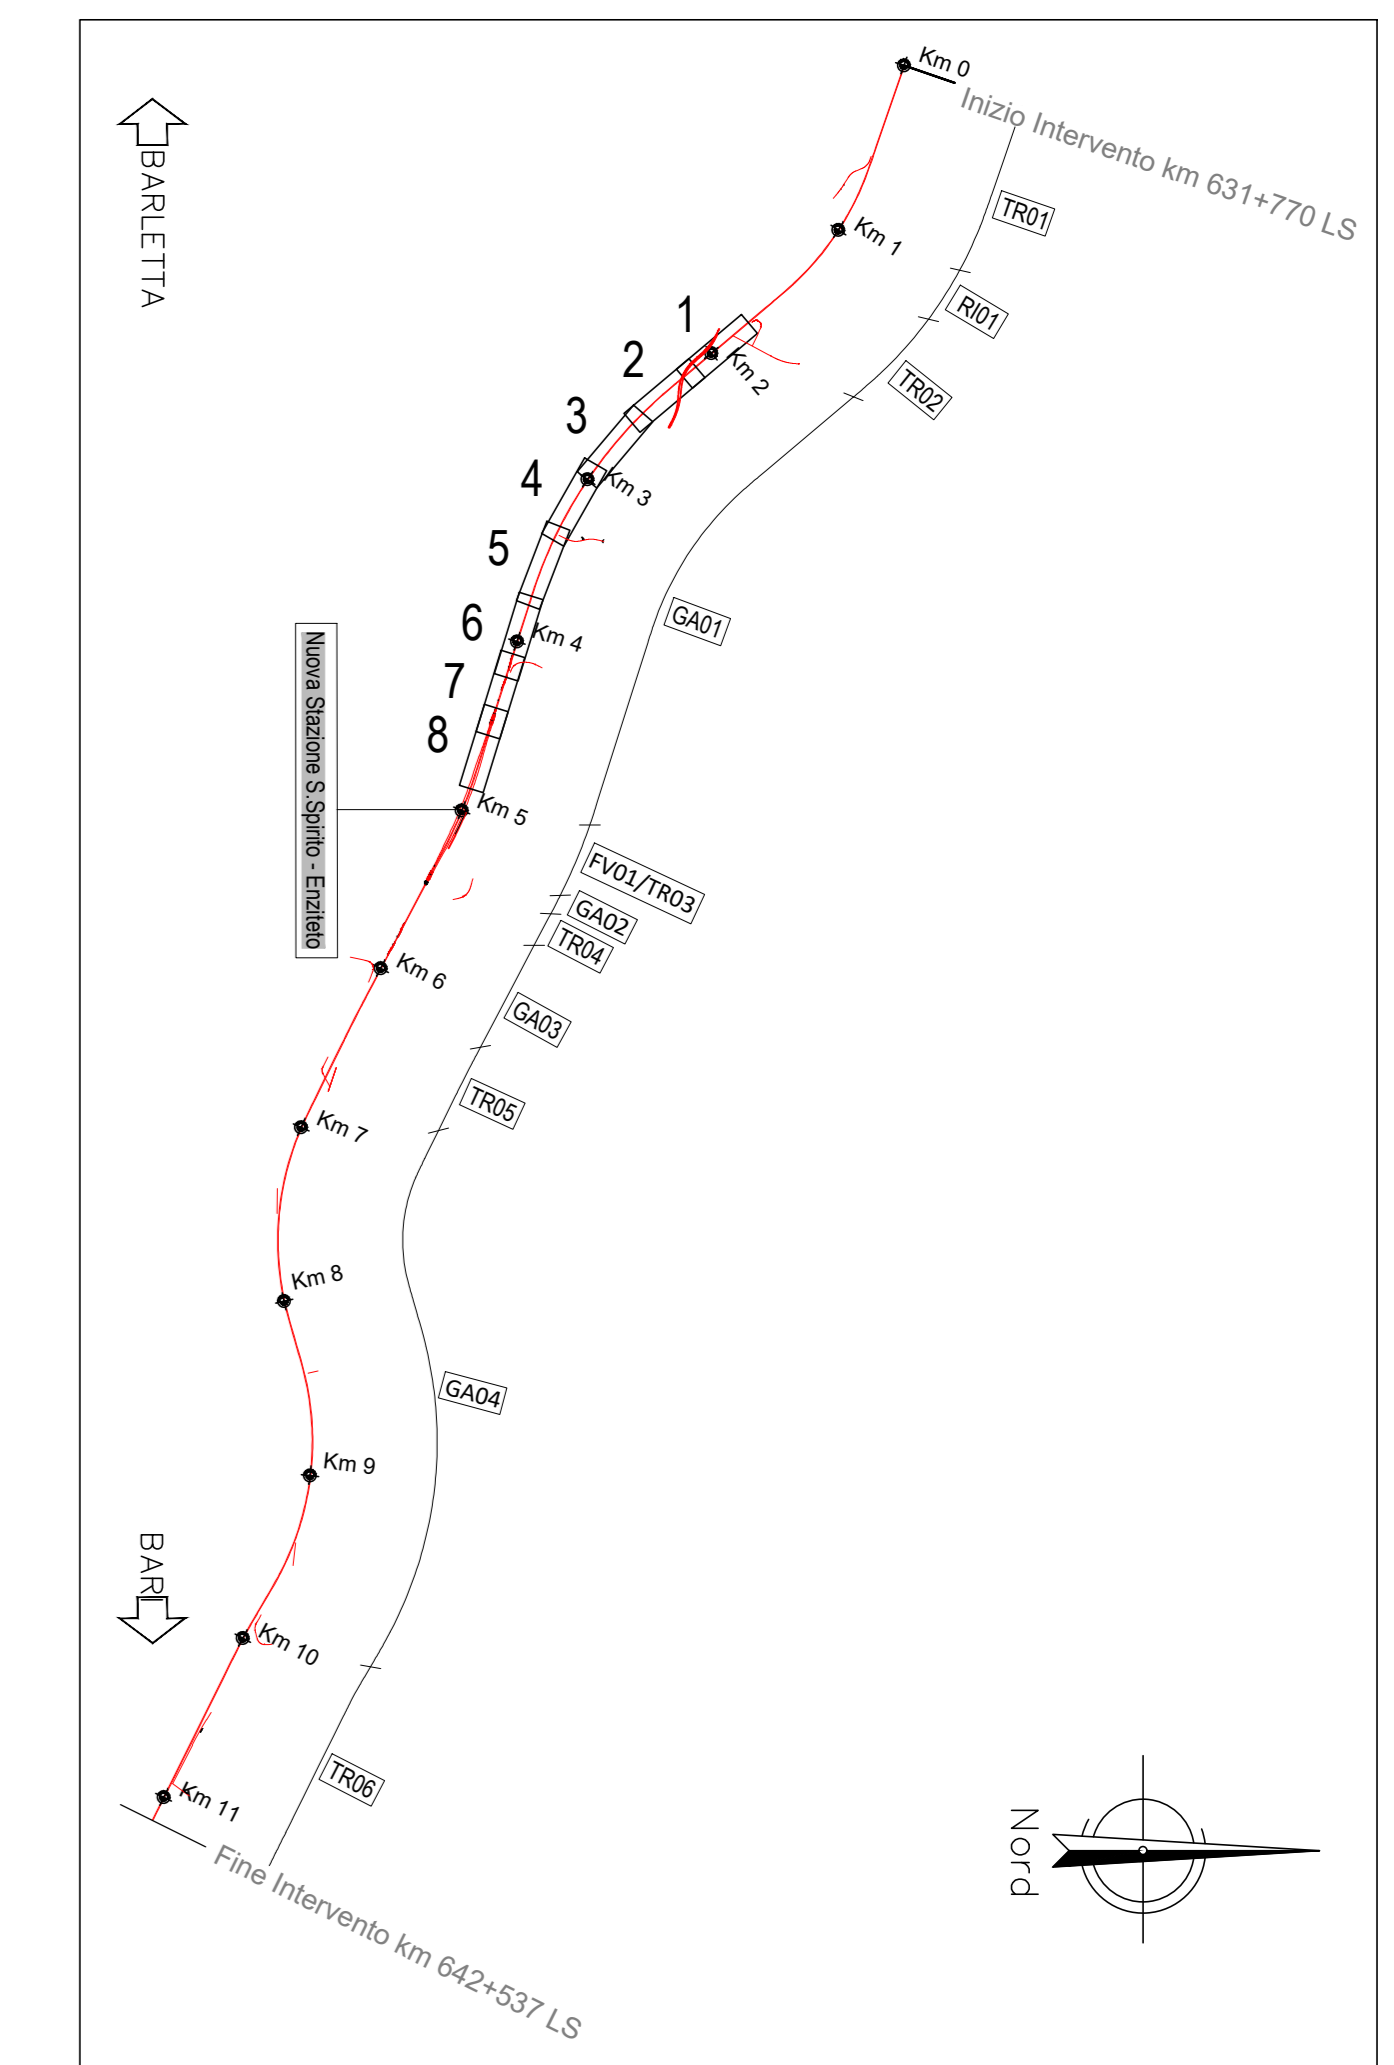 Km 0
Inizio Intervento km 631+770 LS
BARLETTA
TR01
Km 1
RI01
1
Km 2
2
TR02
3
4
Km 3
5
GA01
6
Km 4
7
8
Nuova Stazione S.Spirito - Enziteto
Km 5
FV01/TR03
GA02
TR04
Km 6
GA03
TR05
Km 7
Km 8
GA04
Km 9
BARI
Km 10
TR06
Km 11
Nord
Fine Intervento km 642+537 LS